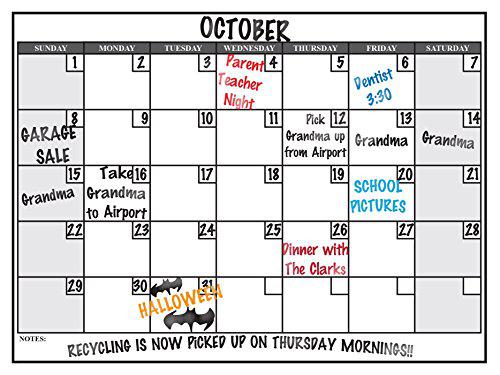 OCTOBER
SUNDAY MONDAY TUESDAY WEDNESDAY THURSDAY FRIDAY SATURDAY
1 2 3 4 5 6 7
Parent
Teacher
Night
Dentist
3:30
8 9 10 11 12 13 14
GARAGE
SALE
Pick
Grandma up
from Airport
Grandma
Grandma
15 16 17 18 19 20 21
Grandma
Take
Grandma
to Airport
SCHOOL
PICTURES
22 23 24 25 26 27 28
Dinner with
The Clarks
29 30 31
HALLOWEEN
NOTES:
RECYCLING IS NOW PICKED UP ON THURSDAY MORNINGS!!